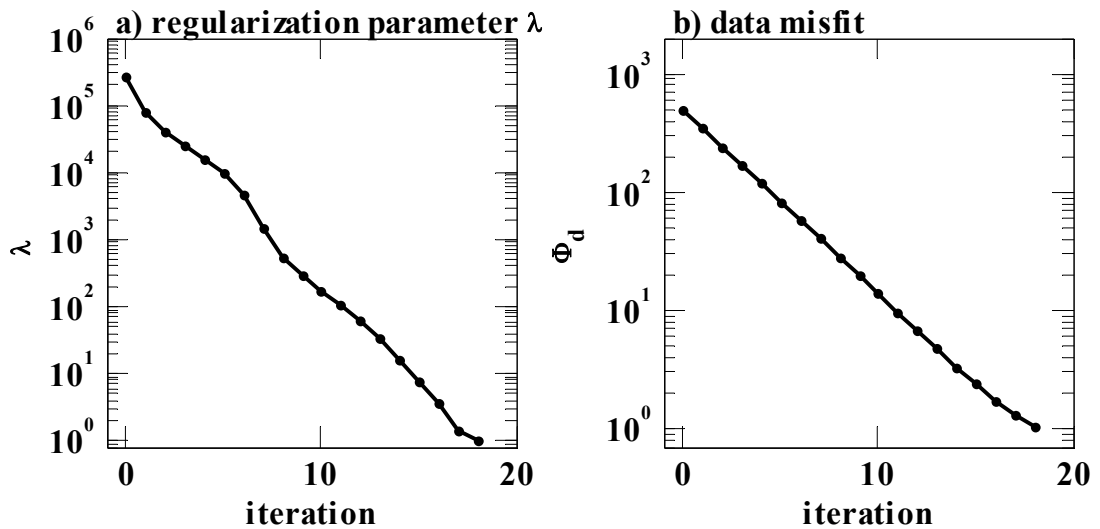 a) regularization parameter λ
10^6
10^5
10^4
10^3
10^2
10^1
10^0
λ
0 10 20
iteration
b) data misfit
10^3
10^2
10^1
10^0
Φ_d
0 10 20
iteration